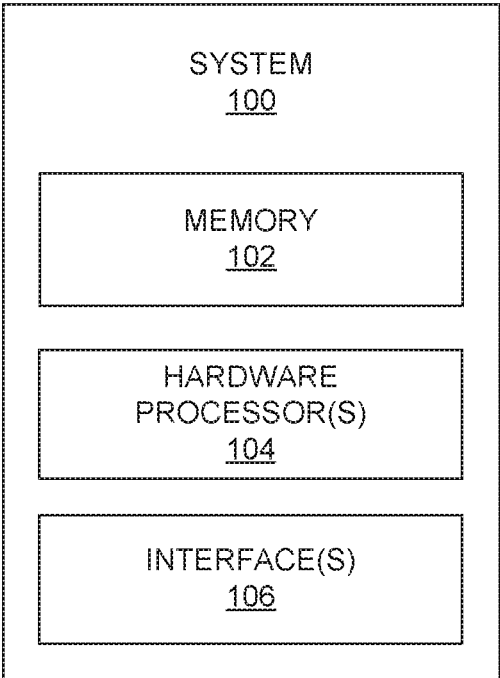 SYSTEM
100
MEMORY
102
HARDWARE
PROCESSOR(S)
104
INTERFACE(S)
106